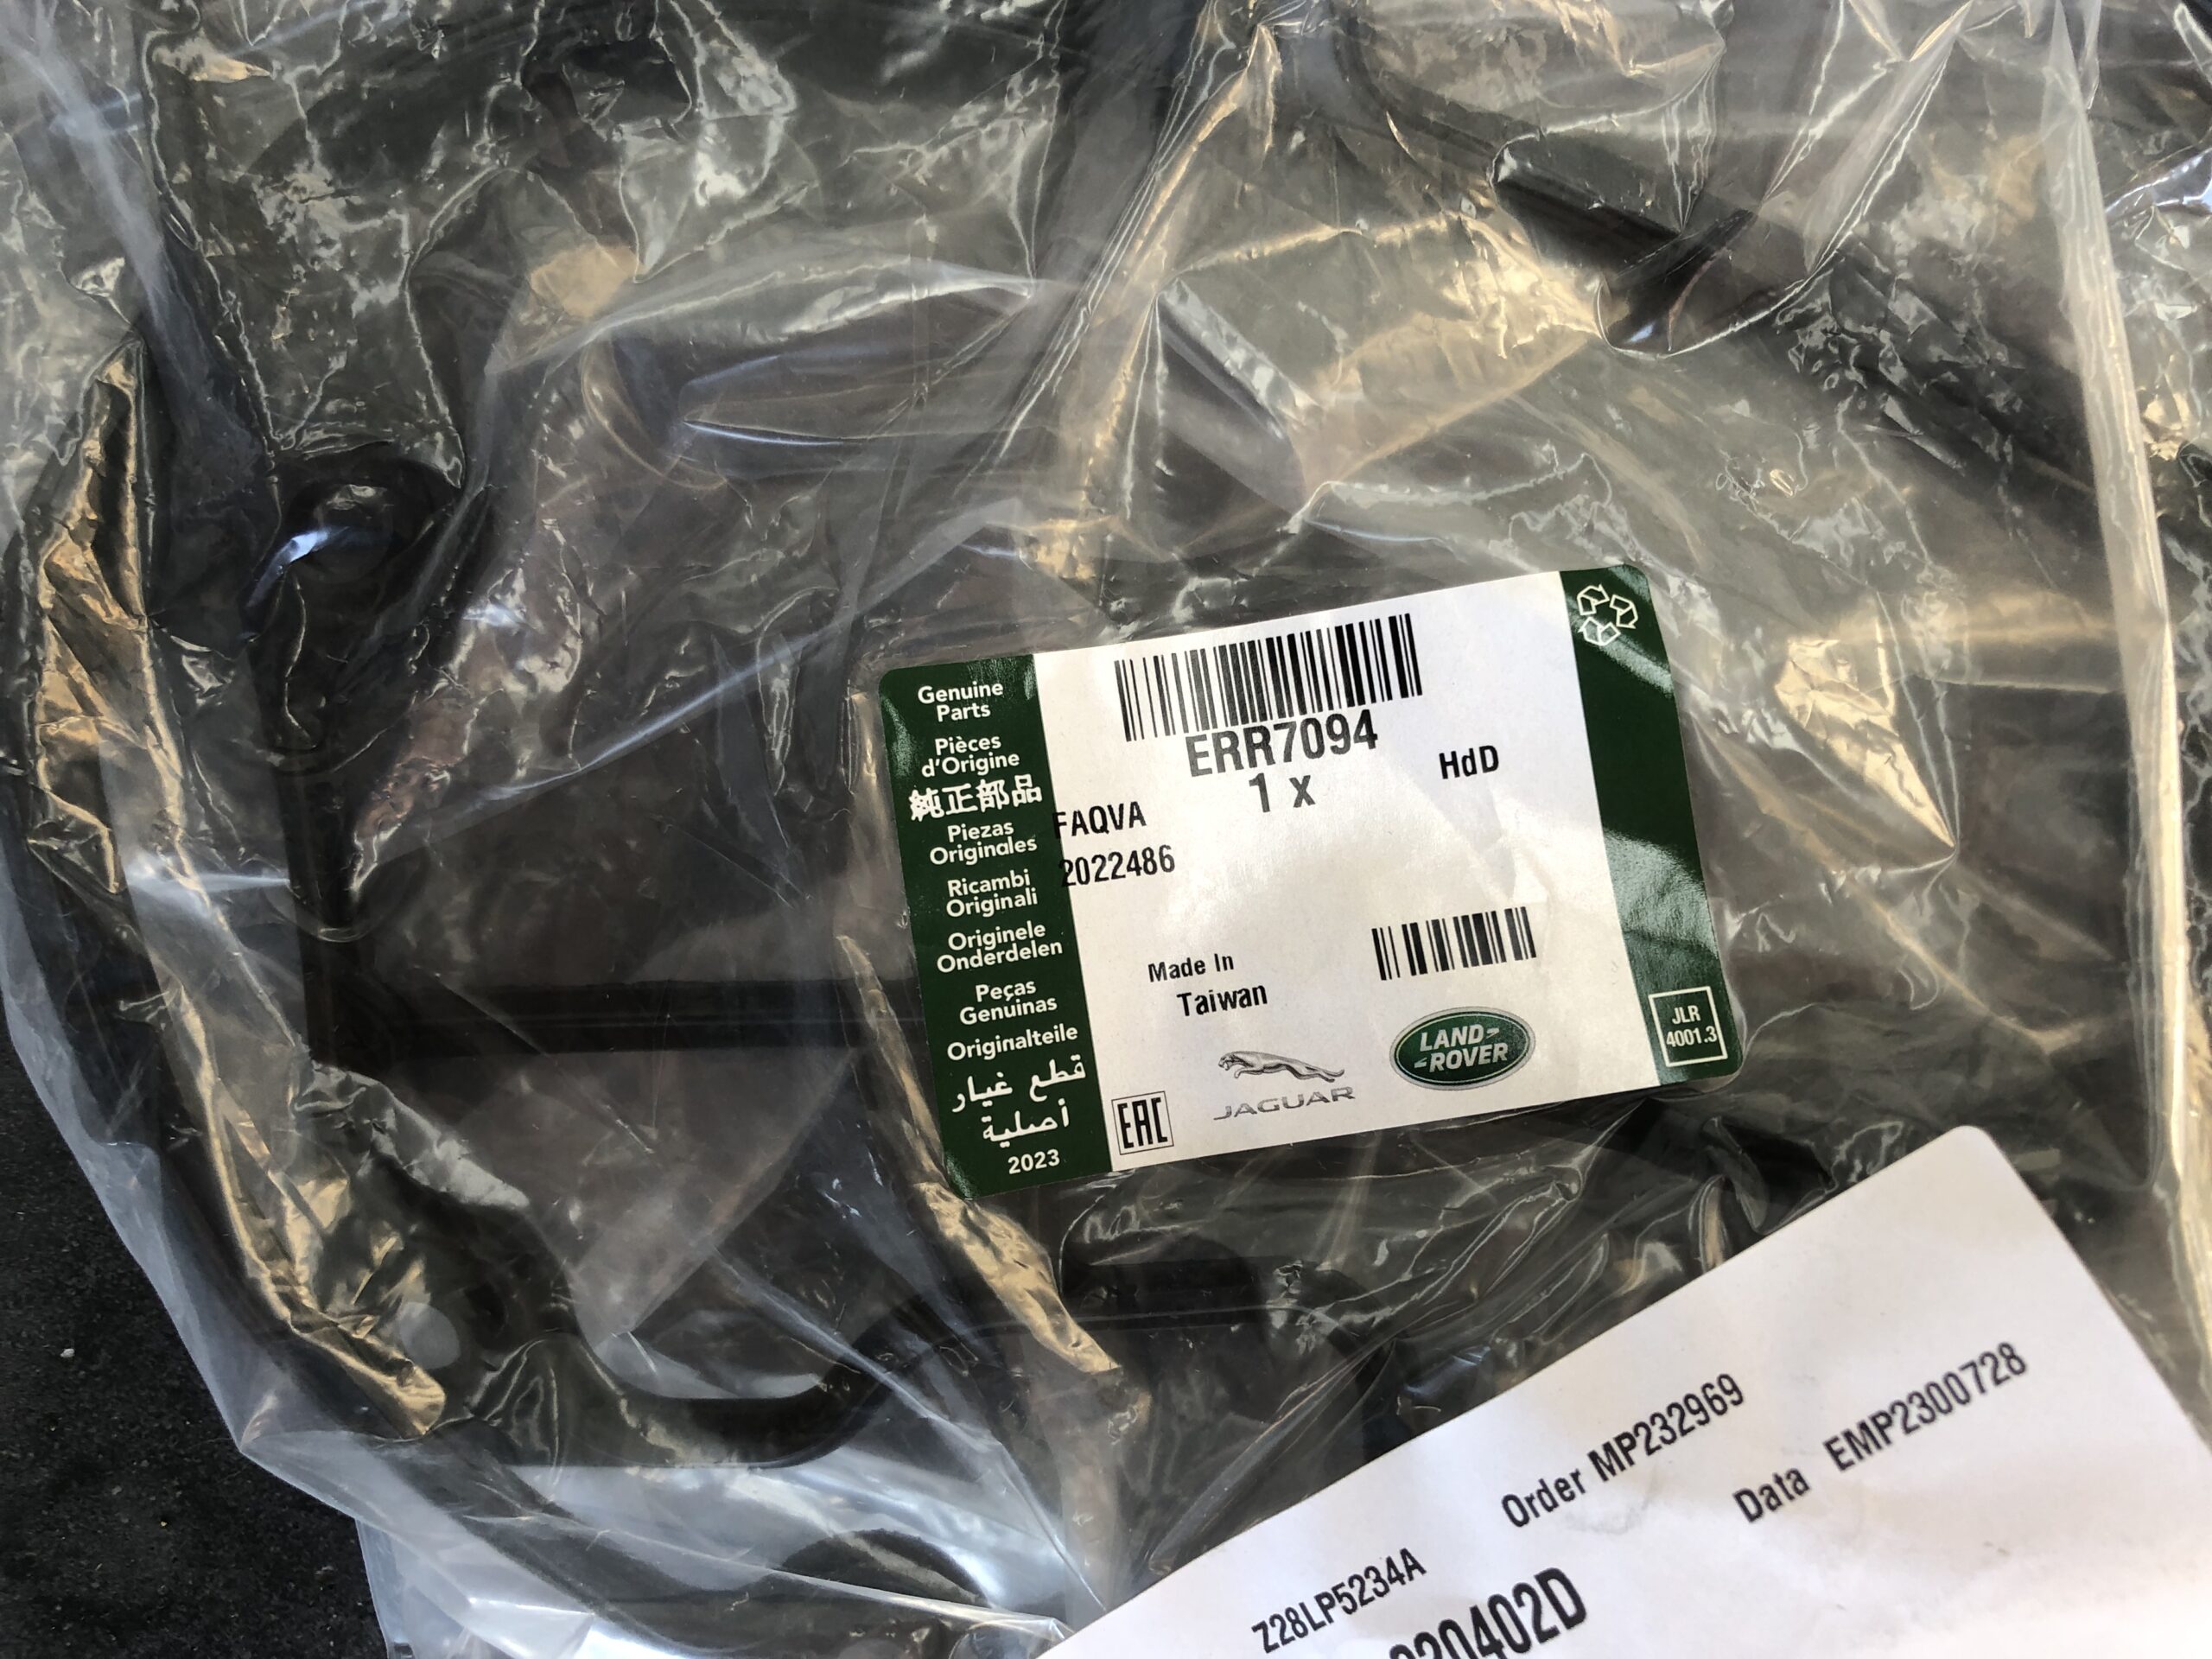 Genuine
Parts
Pièces
d'Origine
純正部品
Piezas
Originales
Ricambi
Originali
Originele
Onderdelen
Peças
Genuinas
Originalteile
قطع غيار
أصلية
2023
ERR7094
1 x
HdD
FAQVA
2022486
Made In
Taiwan
EAC
JAGUAR
LAND-
-ROVER
JLR
4001.3
Order MP232969
Data EMP2300728
Z28LP5234A